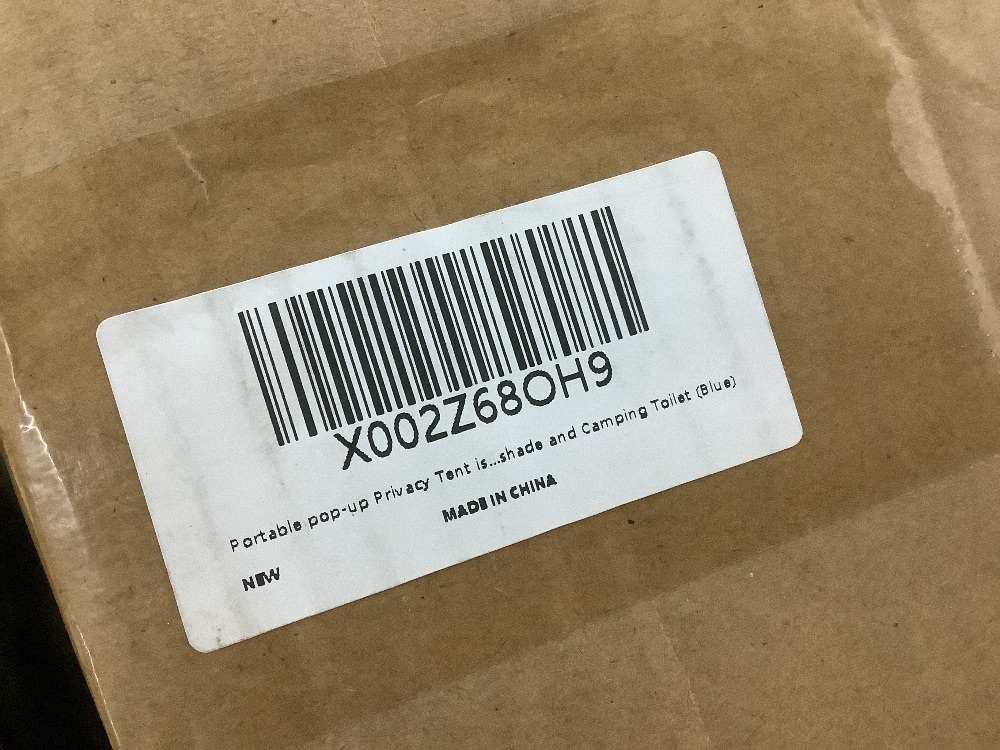 X002Z68OH9
Portable pop-up Privacy Tent is...shade and Camping Toilet (Blue)
MADE IN CHINA
NEW